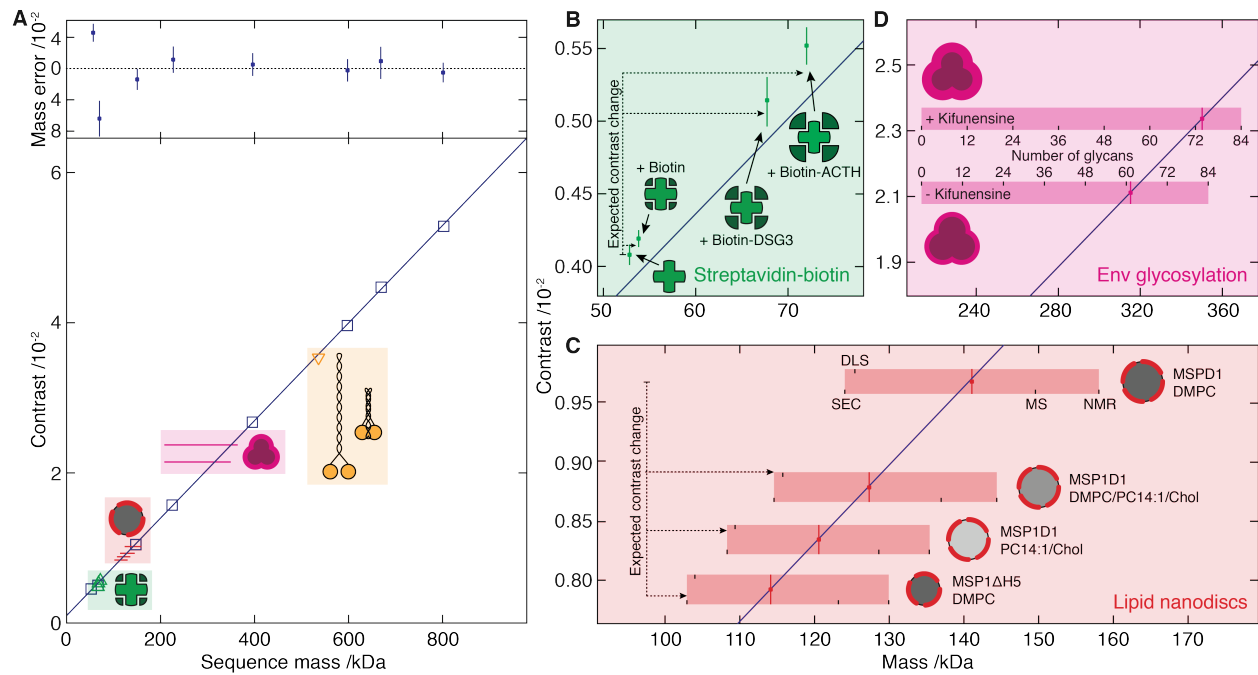 A
Mass error /10⁻²
4
0
4
8
Contrast /10⁻²
6
4
2
0
0
200
400
600
800
Sequence mass /kDa
B
Contrast /10⁻²
0.55
0.50
0.45
0.40
Expected contrast change
+ Biotin
+ Biotin-ACTH
+ Biotin-DSG3
Streptavidin-biotin
50
60
70
D
2.5
2.3
2.1
1.9
+ Kifunensine
0 12 24 36 48 60 72 84
Number of glycans
0 12 24 36 48 60 72 84
- Kifunensine
Env glycosylation
240
280
320
360
C
0.95
0.90
0.85
0.80
Expected contrast change
DLS
SEC
MS
NMR
MSPD1
DMPC
MSP1D1
DMPC/PC14:1/Chol
MSP1D1
PC14:1/Chol
MSP1ΔH5
DMPC
Lipid nanodiscs
100
110
120
130
140
150
160
170
Mass /kDa